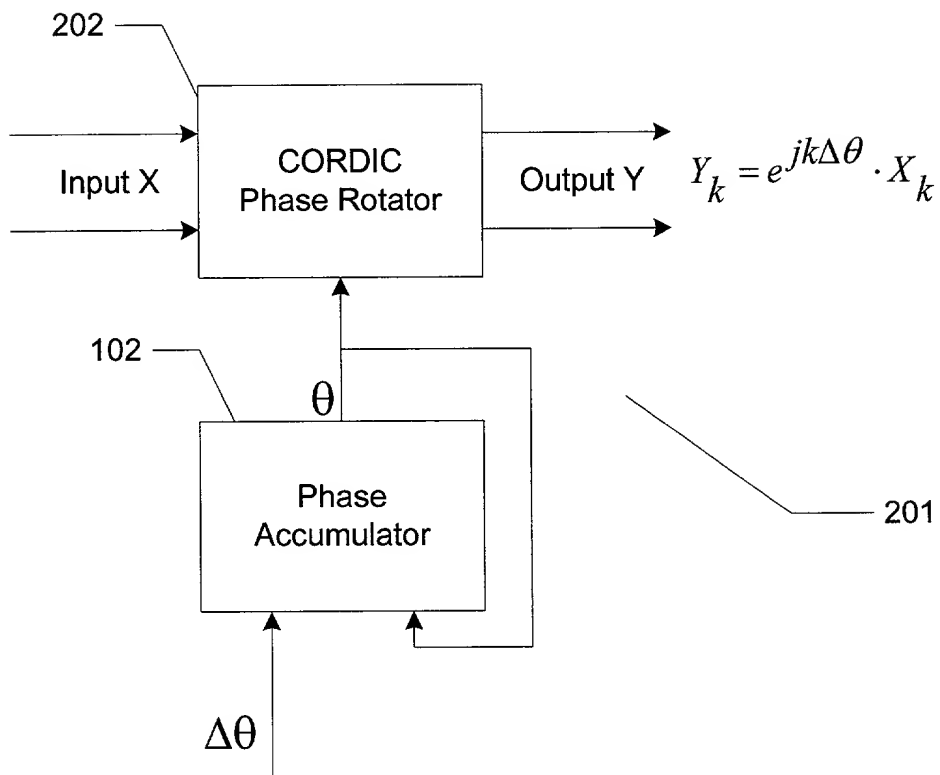 202
CORDIC
Phase Rotator
Input X
Output Y
Y_k = e^{jkΔθ} · X_k
102
θ
Phase
Accumulator
201
Δθ